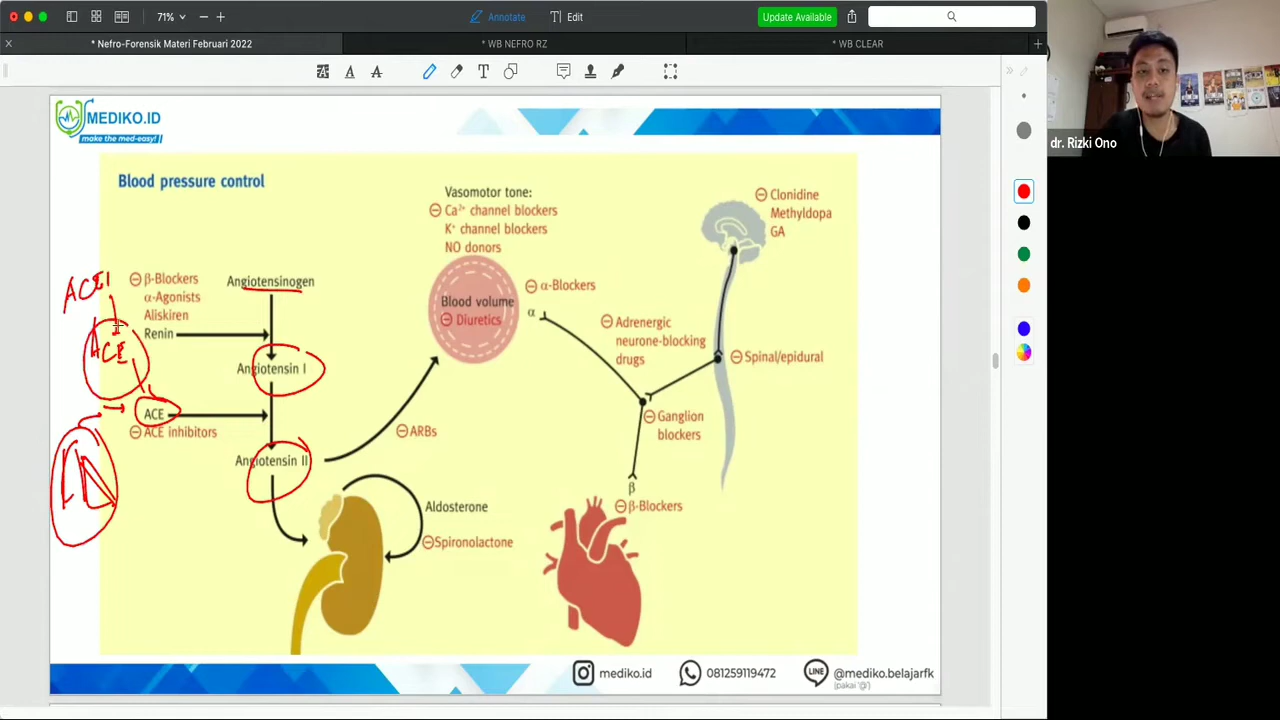 71%
Annotate
Edit
Update Available
* Nefro-Forensik Materi Februari 2022
* WB NEFRO RZ
* WB CLEAR
MEDIKO.ID
make the med-easy!
dr. Rizki Ono
Blood pressure control
Vasomotor tone:
⊖ Ca²⁺ channel blockers
K⁺ channel blockers
NO donors
⊖ Clonidine
Methyldopa
GA
⊖ β-Blockers
α-Agonists
Aliskiren
Renin
Angiotensinogen
ACEI
ACE
Blood volume
⊖ Diuretics
⊖ α-Blockers
α
⊖ Adrenergic
neurone-blocking
drugs
⊖ Spinal/epidural
Angiotensin I
ACE
⊖ ACE inhibitors
⊖ ARBs
⊖ Ganglion
blockers
Angiotensin II
β
⊖ β-Blockers
Aldosterone
⊖ Spironolactone
mediko.id
081259119472
LINE
@mediko.belajarfk
(pakai '@')